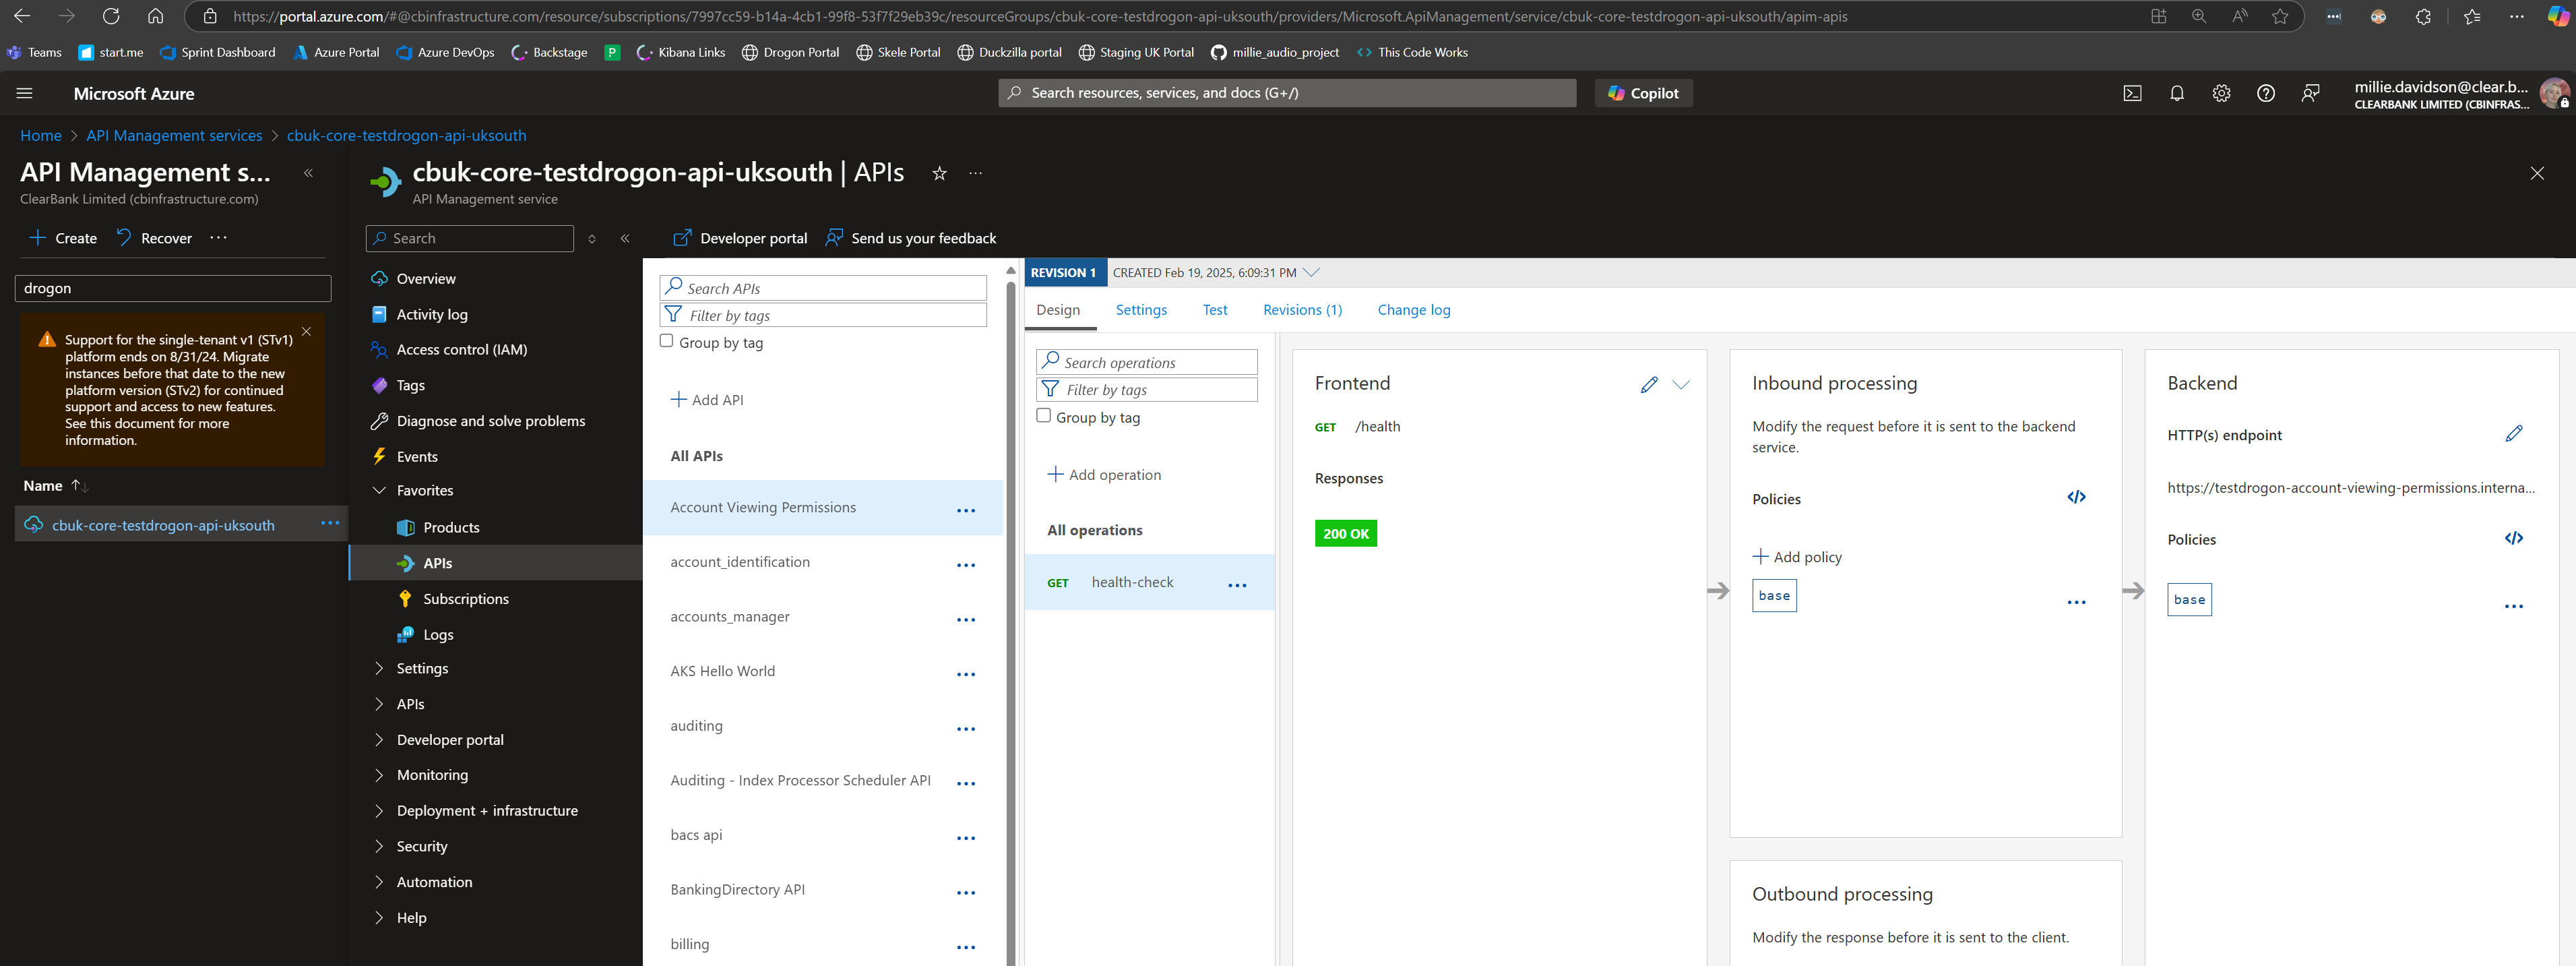 https://portal.azure.com/#@cbinfrastructure.com/resource/subscriptions/7997cc59-b14a-4cb1-99f8-53f7f29eb39c/resourceGroups/cbuk-core-testdrogon-api-uksouth/providers/Microsoft.ApiManagement/service/cbuk-core-testdrogon-api-uksouth/apim-apis
Teams start.me Sprint Dashboard Azure Portal Azure DevOps Backstage P Kibana Links Drogon Portal Skele Portal Duckzilla portal Staging UK Portal millie_audio_project This Code Works
Microsoft Azure
Search resources, services, and docs (G+/)
Copilot
millie.davidson@clear.b...
CLEARBANK LIMITED (CBINFRAS...
Home > API Management services > cbuk-core-testdrogon-api-uksouth
API Management s...
ClearBank Limited (cbinfrastructure.com)
Create
Recover
drogon
Support for the single-tenant v1 (STv1)
platform ends on 8/31/24. Migrate
instances before that date to the new
platform version (STv2) for continued
support and access to new features.
See this document for more
information.
Name
cbuk-core-testdrogon-api-uksouth
cbuk-core-testdrogon-api-uksouth | APIs
API Management service
Search
Overview
Activity log
Access control (IAM)
Tags
Diagnose and solve problems
Events
Favorites
Products
APIs
Subscriptions
Logs
Settings
APIs
Developer portal
Monitoring
Deployment + infrastructure
Security
Automation
Help
Developer portal
Send us your feedback
Search APIs
Filter by tags
Group by tag
Add API
All APIs
Account Viewing Permissions
account_identification
accounts_manager
AKS Hello World
auditing
Auditing - Index Processor Scheduler API
bacs api
BankingDirectory API
billing
REVISION 1
CREATED Feb 19, 2025, 6:09:31 PM
Design
Settings
Test
Revisions (1)
Change log
Search operations
Filter by tags
Group by tag
Add operation
All operations
GET health-check
Frontend
GET /health
Responses
200 OK
Inbound processing
Modify the request before it is sent to the backend
service.
Policies
</>
Add policy
base
Outbound processing
Modify the response before it is sent to the client.
Backend
HTTP(s) endpoint
https://testdrogon-account-viewing-permissions.interna...
Policies
</>
base